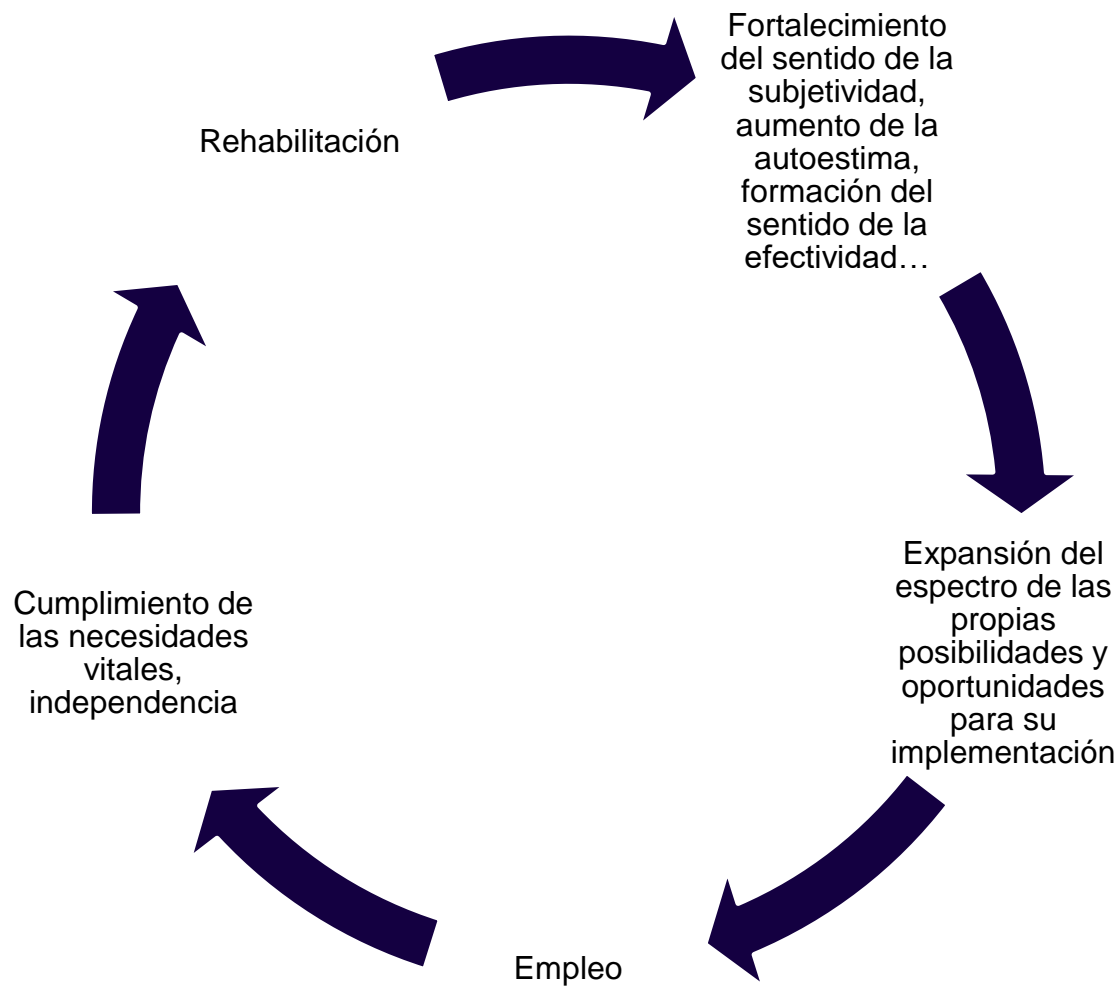 Rehabilitación
Fortalecimiento
del sentido de la
subjetividad,
aumento de la
autoestima,
formación del
sentido de la
efectividad…
Expansión del
espectro de las
propias
posibilidades y
oportunidades
para su
implementación
Empleo
Cumplimiento de
las necesidades
vitales,
independencia